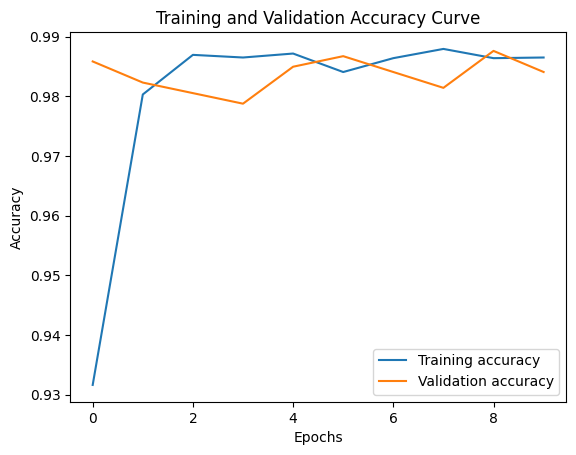 Training and Validation Accuracy Curve
0.99
0.98
0.97
0.96
0.95
0.94
0.93
Accuracy
Training accuracy
Validation accuracy
0 2 4 6 8
Epochs